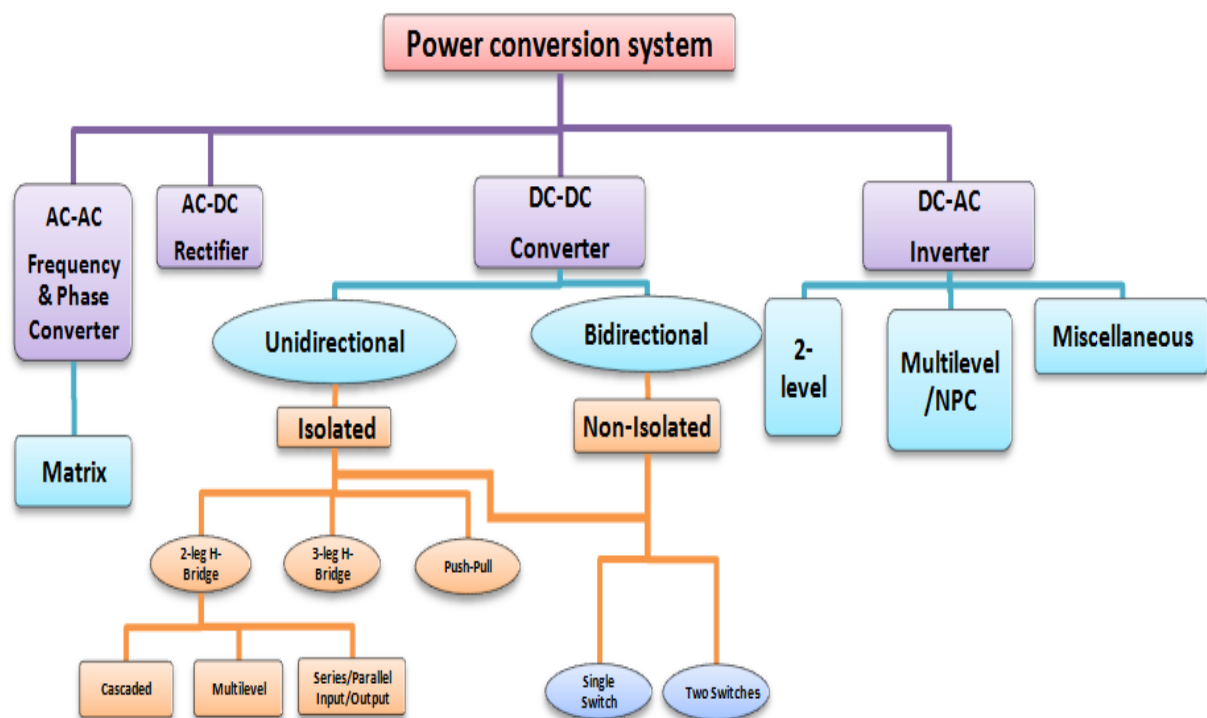 Power conversion system
AC-AC
Frequency
& Phase
Converter
AC-DC
Rectifier
DC-DC
Converter
DC-AC
Inverter
Unidirectional
Bidirectional
2-
level
Multilevel
/NPC
Miscellaneous
Matrix
Isolated
Non-Isolated
2-leg H-
Bridge
3-leg H-
Bridge
Push-Pull
Cascaded
Multilevel
Series/Parallel
Input/Output
Single
Switch
Two Switches